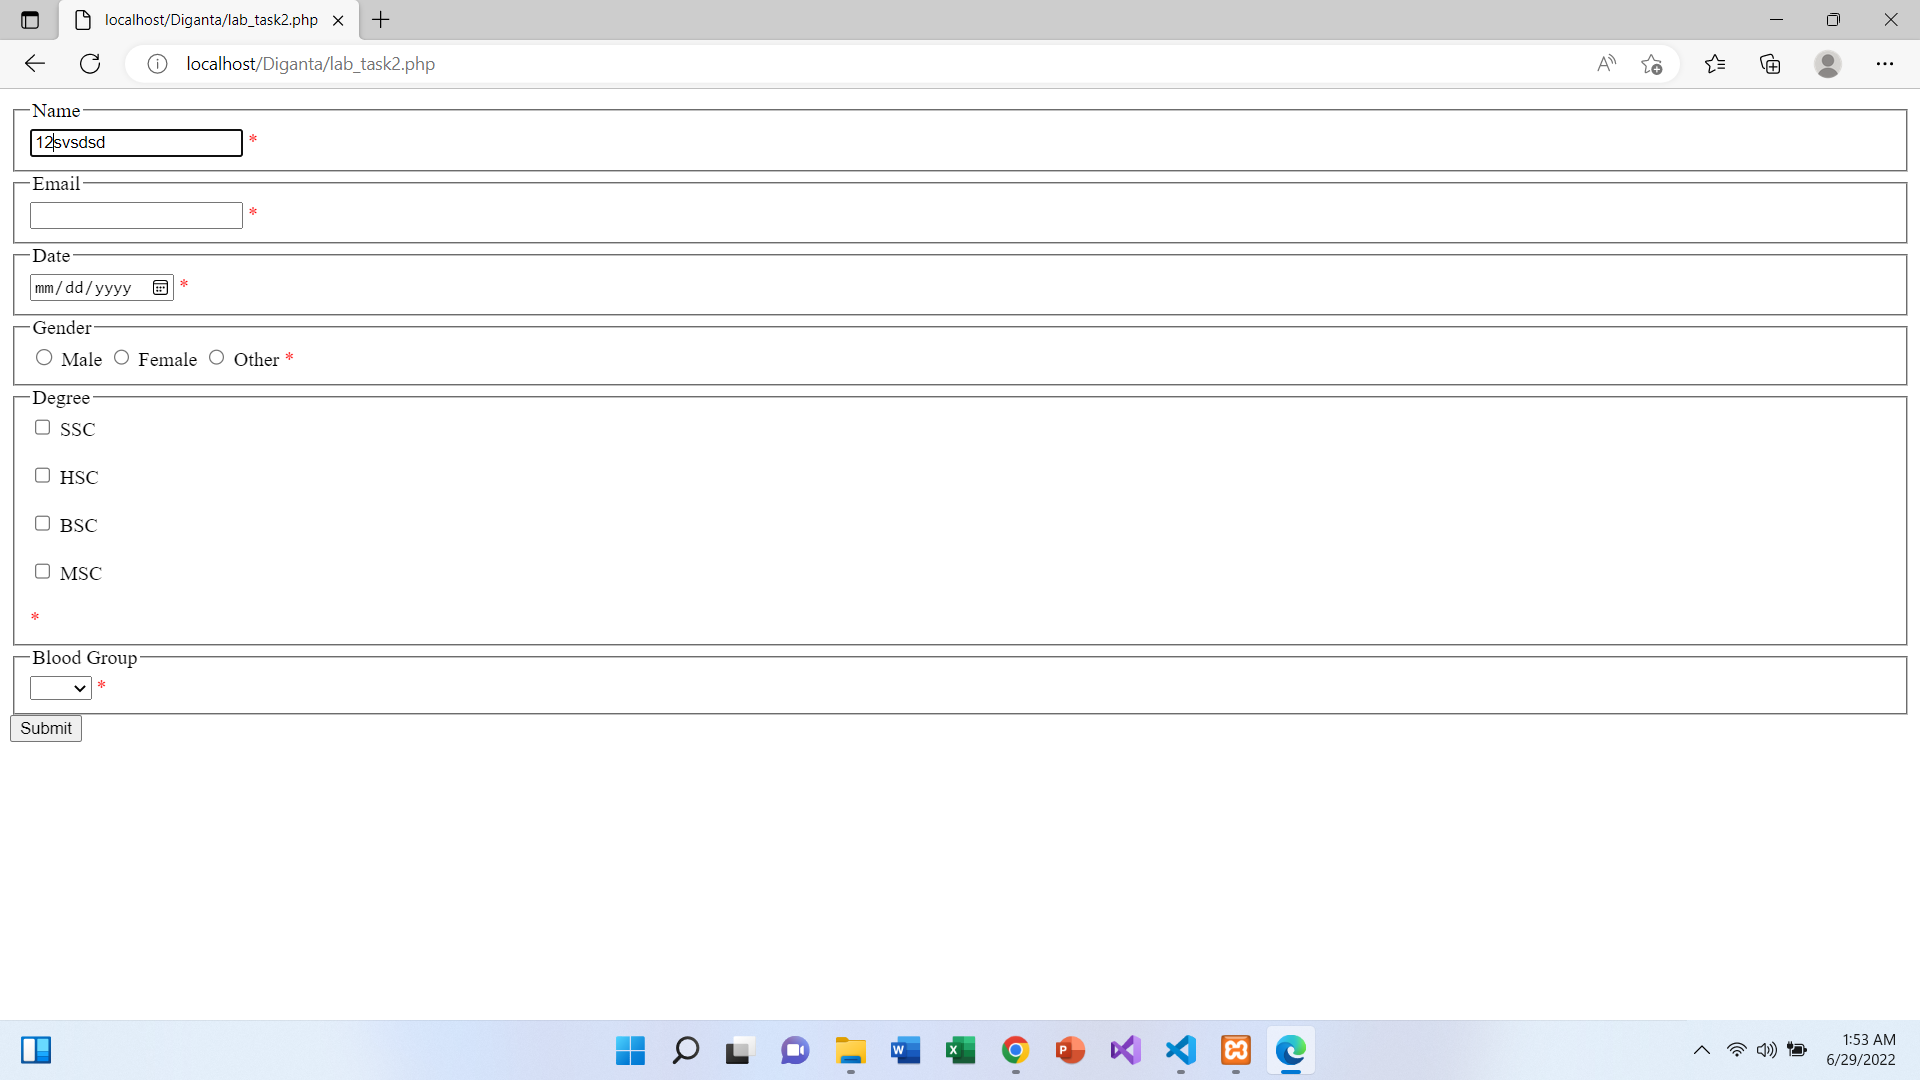 localhost/Diganta/lab_task2.php
localhost/Diganta/lab_task2.php
Name
12svsdsd *
Email
*
Date
mm/dd/yyyy *
Gender
Male Female Other *
Degree
SSC
HSC
BSC
MSC
*
Blood Group
*
Submit
1:53 AM
6/29/2022